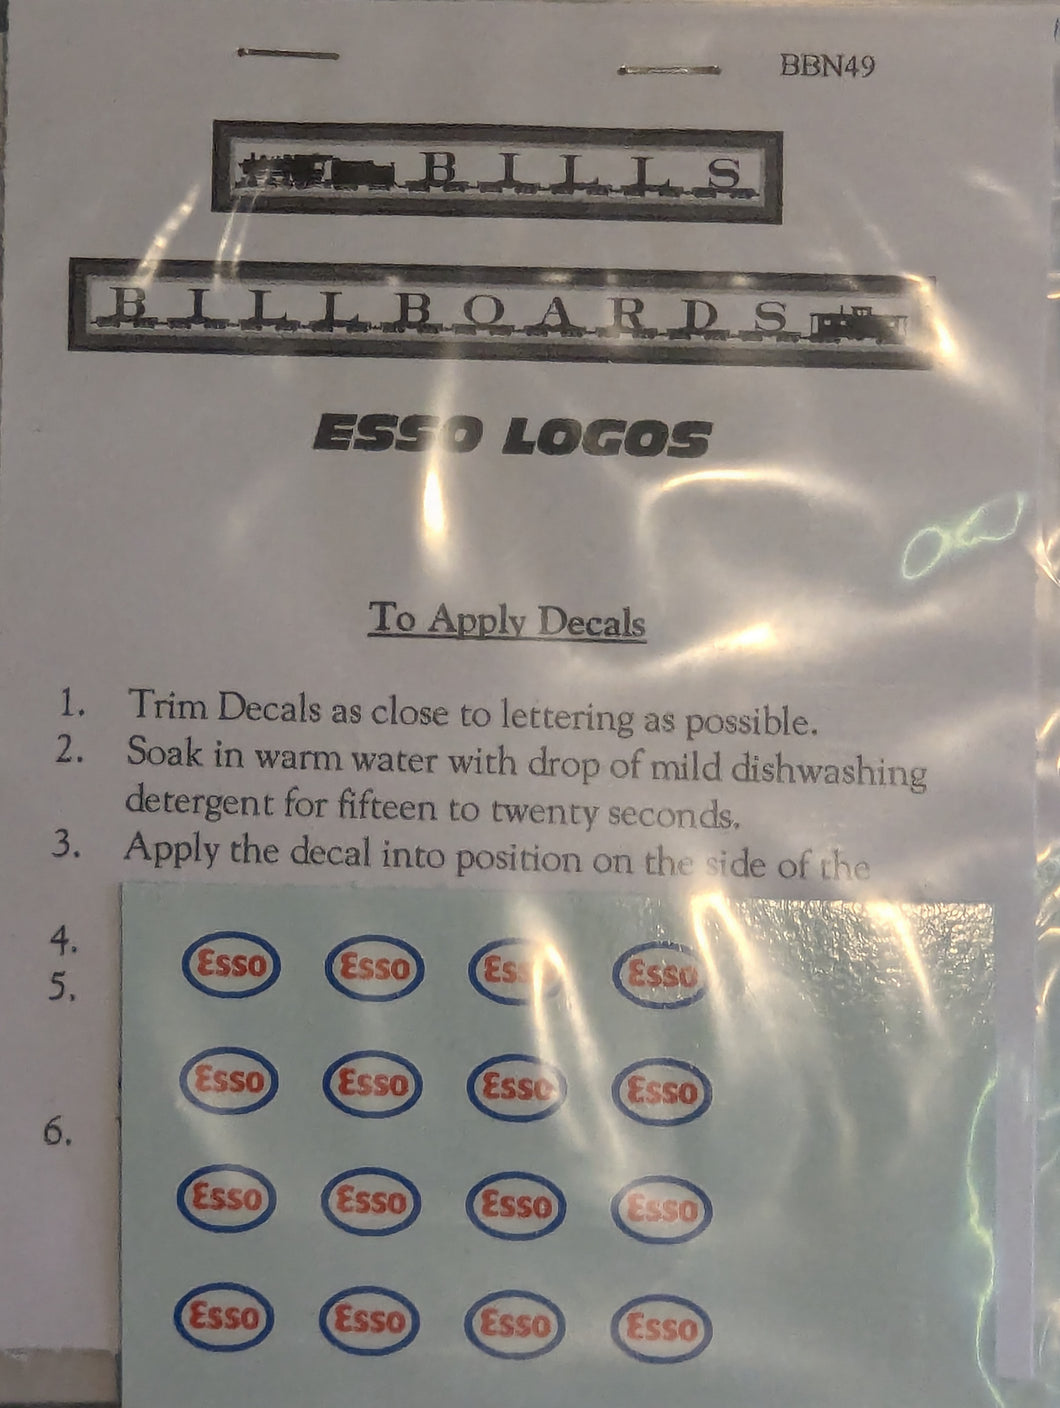 BBN49
BILLS
BILLBOARDS
ESSO LOGOS
To Apply Decals
1. Trim Decals as close to lettering as possible.
2. Soak in warm water with drop of mild dishwashing
detergent for fifteen to twenty seconds.
3. Apply the decal into position on the side of the
4.
5.
6.
Esso Esso Esso Esso
Esso Esso Esso Esso
Esso Esso Esso Esso
Esso Esso Esso Esso